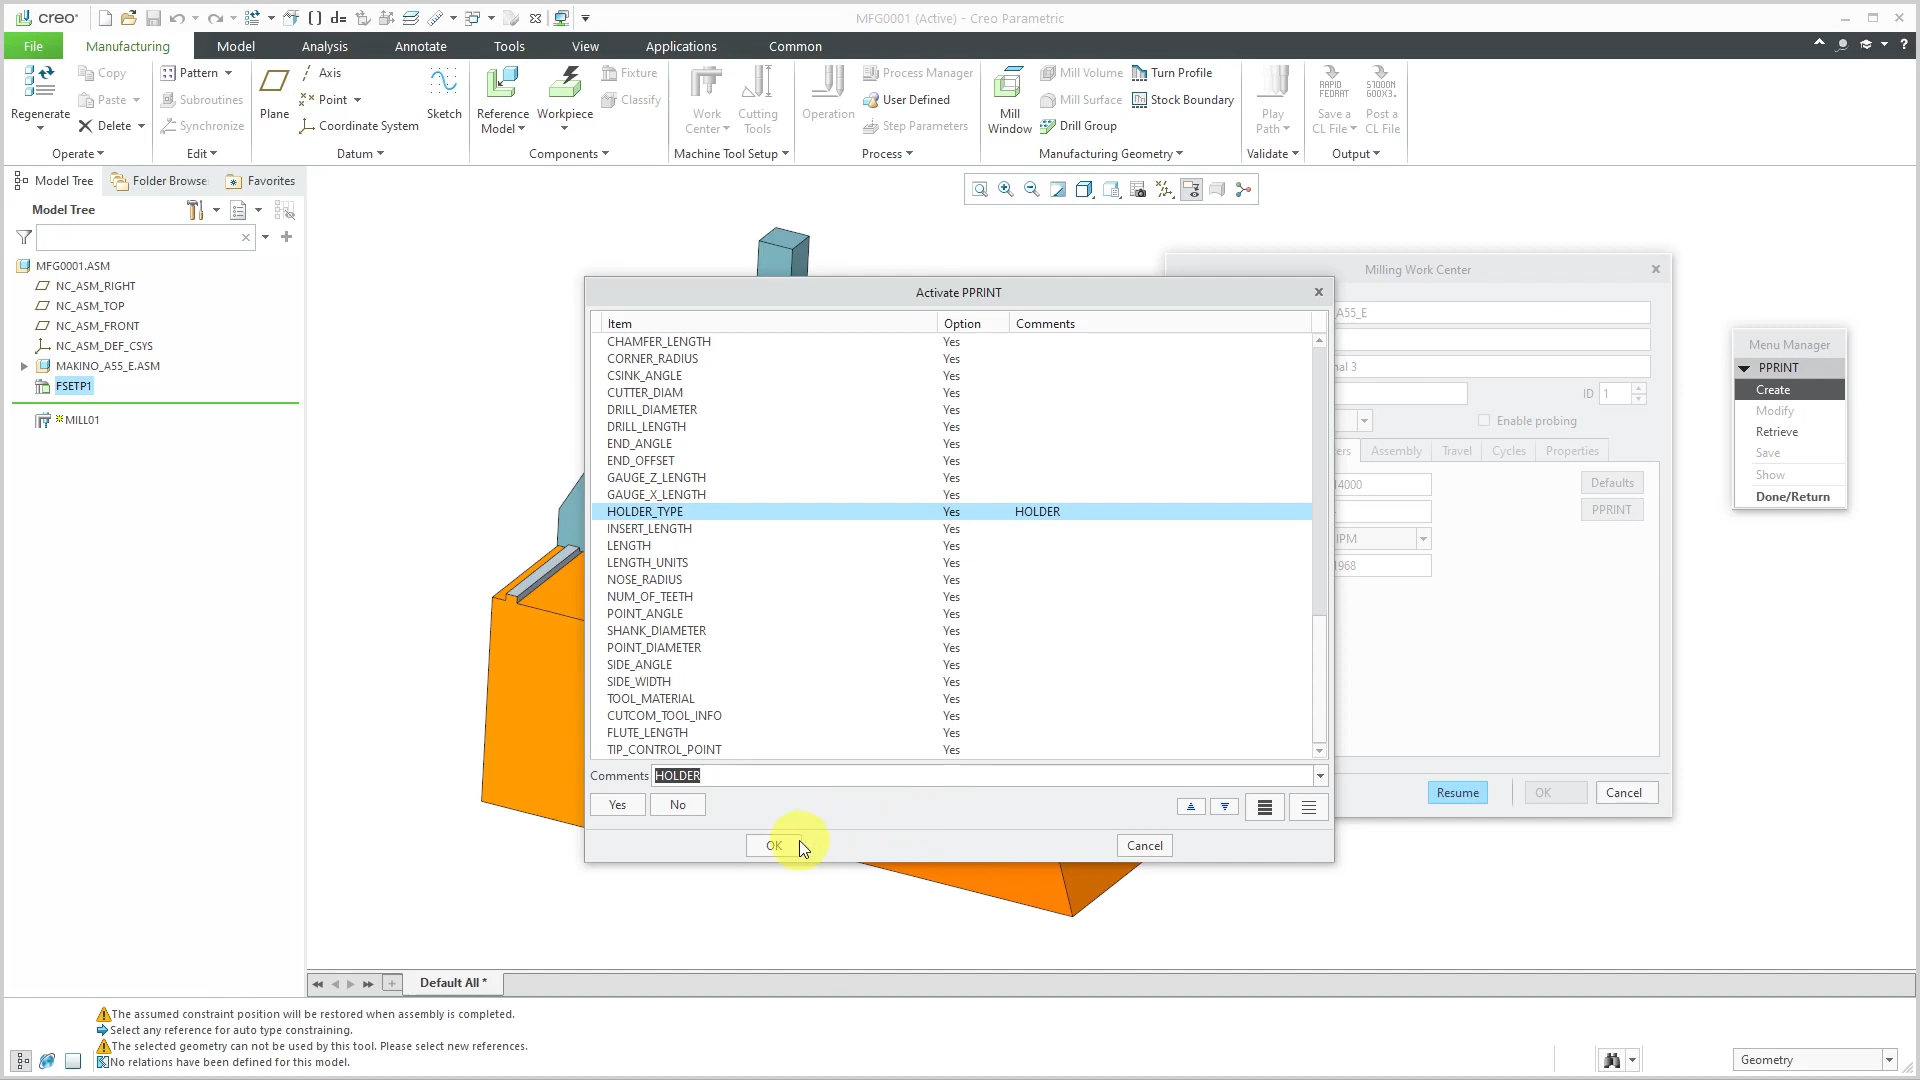 creo
MFG0001 (Active) - Creo Parametric
File
Manufacturing
Model
Analysis
Annotate
Tools
View
Applications
Common
Regenerate
Copy
Paste
Delete
Operate
Pattern
Subroutines
Synchronize
Edit
Plane
Axis
Point
Coordinate System
Sketch
Datum
Reference Model
Workpiece
Fixture
Classify
Components
Work Center
Cutting Tools
Machine Tool Setup
Operation
Process Manager
User Defined
Step Parameters
Process
Mill Window
Mill Volume
Mill Surface
Drill Group
Turn Profile
Stock Boundary
Manufacturing Geometry
Play Path
Validate
RAPID
FEDRAT
Save a CL File
Post a CL File
Output
Model Tree
Folder Browse
Favorites
Model Tree
MFG0001.ASM
NC_ASM_RIGHT
NC_ASM_TOP
NC_ASM_FRONT
NC_ASM_DEF_CSYS
MAKINO_A55_E.ASM
FSETP1
MILL01
Activate PPRINT
Item Option Comments
CHAMFER_LENGTH Yes
CORNER_RADIUS Yes
CSINK_ANGLE Yes
CUTTER_DIAM Yes
DRILL_DIAMETER Yes
DRILL_LENGTH Yes
END_ANGLE Yes
END_OFFSET Yes
GAUGE_Z_LENGTH Yes
GAUGE_X_LENGTH Yes
HOLDER_TYPE Yes HOLDER
INSERT_LENGTH Yes
LENGTH Yes
LENGTH_UNITS Yes
NOSE_RADIUS Yes
NUM_OF_TEETH Yes
POINT_ANGLE Yes
SHANK_DIAMETER Yes
POINT_DIAMETER Yes
SIDE_ANGLE Yes
SIDE_WIDTH Yes
TOOL_MATERIAL Yes
CUTCOM_TOOL_INFO Yes
FLUTE_LENGTH Yes
TIP_CONTROL_POINT Yes
Comments HOLDER
Yes No
OK Cancel
Milling Work Center
A55_E
ID 1
Enable probing
Assembly Travel Cycles Properties
14000
Defaults
PPRINT
IPM
1968
Resume OK Cancel
Menu Manager
PPRINT
Create
Modify
Retrieve
Save
Show
Done/Return
Default All *
The assumed constraint position will be restored when assembly is completed.
Select any reference for auto type constraining.
The selected geometry can not be used by this tool. Please select new references.
No relations have been defined for this model.
Geometry